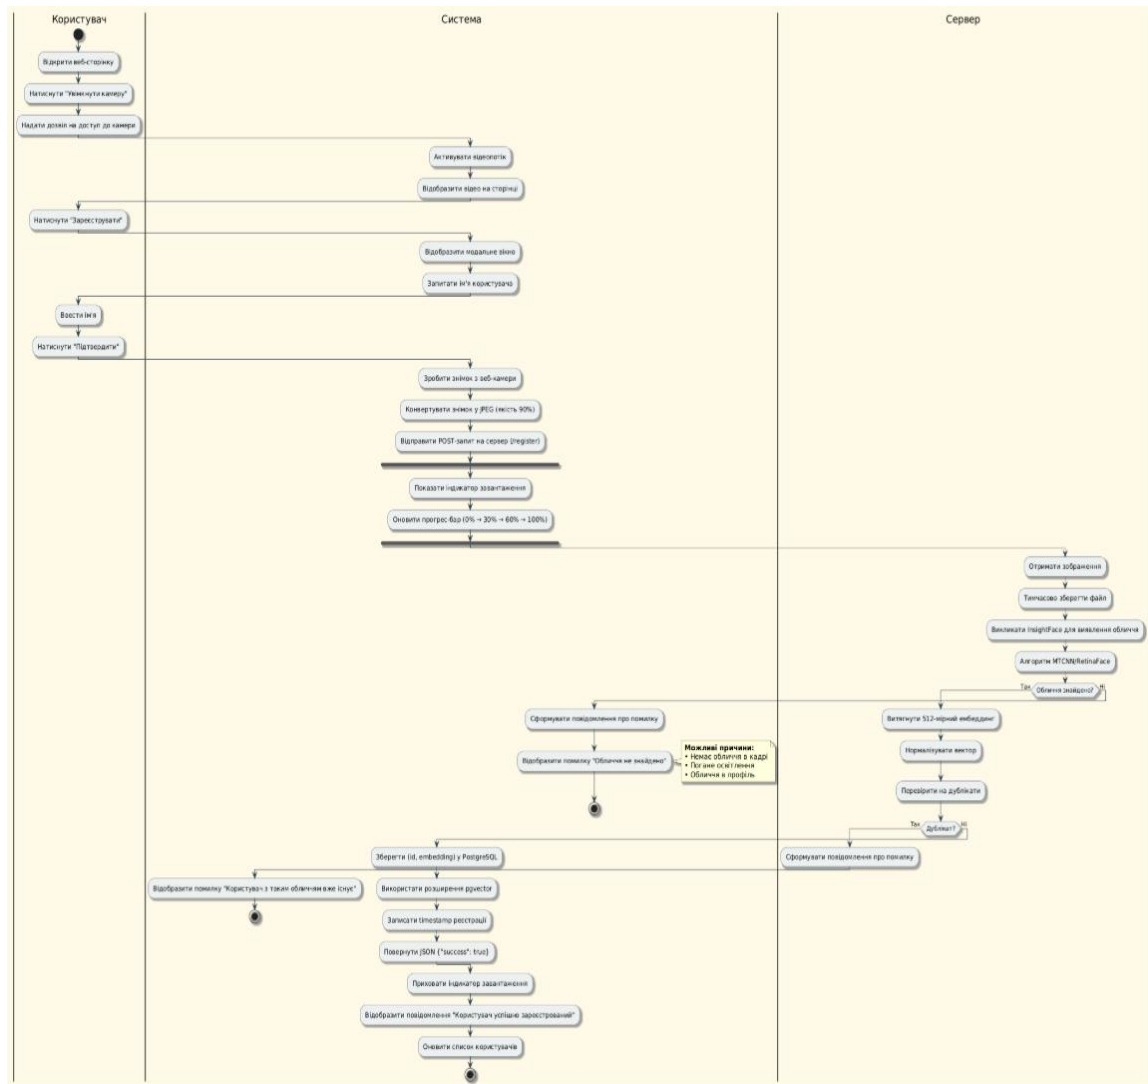 Користувач
Система
Сервер
Відкрити веб-сторінку
Натиснути "Увімкнути камеру"
Надати дозвіл на доступ до камери
Активувати відеопотік
Відобразити відео на сторінці
Натиснути "Зареєструвати"
Відобразити модальне вікно
Запитати ім'я користувача
Ввести ім'я
Натиснути "Підтвердити"
Зробити знімок з веб-камери
Конвертувати знімок у JPEG (якість 90%)
Відправити POST-запит на сервер (/register)
Показати індикатор завантаження
Оновити прогрес-бар (0% → 30% → 60% → 100%)
Отримати зображення
Тимчасово зберегти файл
Викликати InsightFace для виявлення обличчя
Алгоритм MTCNN/RetinaFace
Так
Обличчя знайдено?
Ні
Сформувати повідомлення про помилку
Витягнути 512-мірний ембеддинг
Відобразити помилку "Обличчя не знайдено"
Можливі причини:
• Немає обличчя в кадрі
• Погане освітлення
• Обличчя в профіль
Нормалізувати вектор
Перевірити на дублікати
Так
Дублікат?
Ні
Зберегти (id, embedding) у PostgreSQL
Сформувати повідомлення про помилку
Відобразити помилку "Користувач з таким обличчям вже існує"
Використати розширення pgvector
Записати timestamp реєстрації
Повернути JSON {"success": true}
Приховати індикатор завантаження
Відобразити повідомлення "Користувач успішно зареєстрований"
Оновити список користувачів